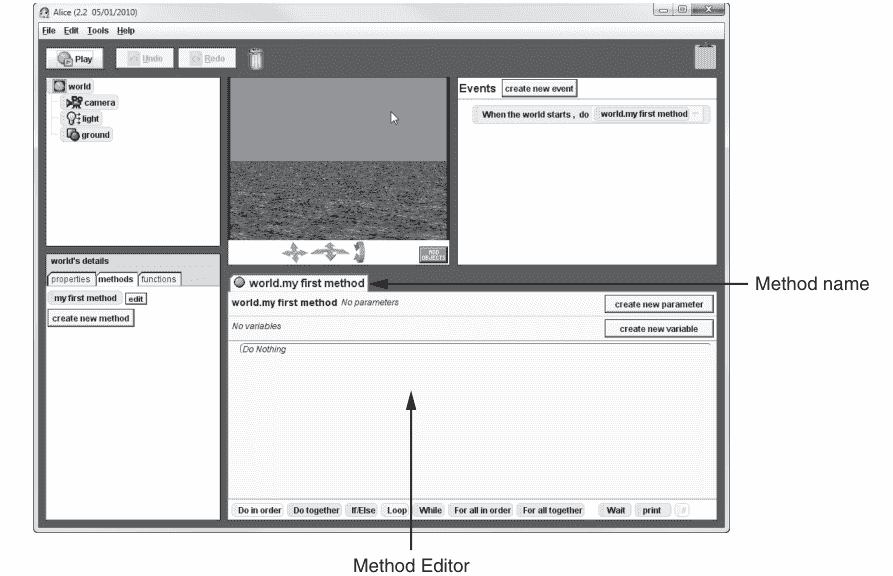 Alice (2.2 05/01/2010)
File Edit Tools Help
Play Undo Redo
world
camera
light
ground
Events create new event
When the world starts , do world.my first method
ADD
OBJECTS
world's details
properties methods functions
my first method edit
create new method
world.my first method
Method name
world.my first method No parameters
create new parameter
No variables
create new variable
Do Nothing
Do in order Do together If/Else Loop While For all in order For all together Wait print //
Method Editor